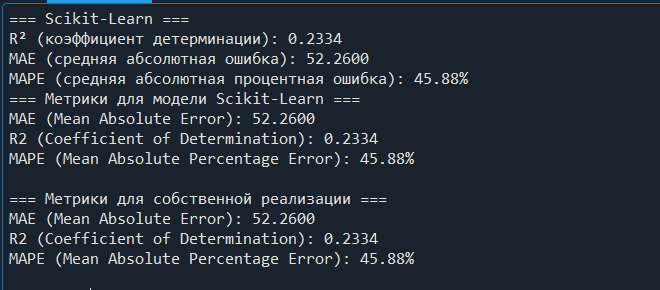 === Scikit-Learn ===
R² (коэффициент детерминации): 0.2334
MAE (средняя абсолютная ошибка): 52.2600
MAPE (средняя абсолютная процентная ошибка): 45.88%
=== Метрики для модели Scikit-Learn ===
MAE (Mean Absolute Error): 52.2600
R2 (Coefficient of Determination): 0.2334
MAPE (Mean Absolute Percentage Error): 45.88%
=== Метрики для собственной реализации ===
MAE (Mean Absolute Error): 52.2600
R2 (Coefficient of Determination): 0.2334
MAPE (Mean Absolute Percentage Error): 45.88%